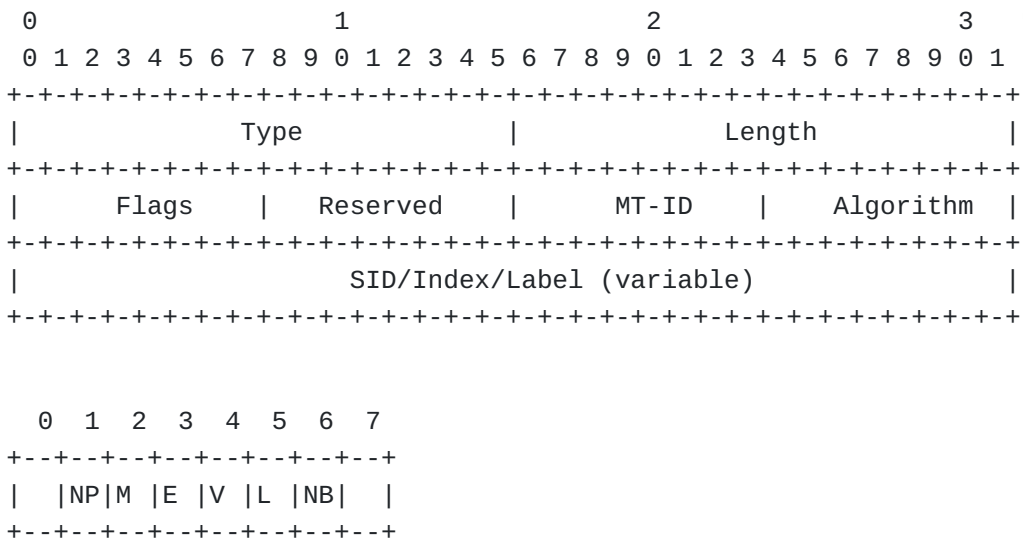 0                   1                   2                   3
 0 1 2 3 4 5 6 7 8 9 0 1 2 3 4 5 6 7 8 9 0 1 2 3 4 5 6 7 8 9 0 1
+-+-+-+-+-+-+-+-+-+-+-+-+-+-+-+-+-+-+-+-+-+-+-+-+-+-+-+-+-+-+-+-+
|              Type             |             Length            |
+-+-+-+-+-+-+-+-+-+-+-+-+-+-+-+-+-+-+-+-+-+-+-+-+-+-+-+-+-+-+-+-+
|      Flags    |   Reserved    |      MT-ID    |    Algorithm  |
+-+-+-+-+-+-+-+-+-+-+-+-+-+-+-+-+-+-+-+-+-+-+-+-+-+-+-+-+-+-+-+-+
|                     SID/Index/Label (variable)                |
+-+-+-+-+-+-+-+-+-+-+-+-+-+-+-+-+-+-+-+-+-+-+-+-+-+-+-+-+-+-+-+-+
  0  1  2  3  4  5  6  7
+--+--+--+--+--+--+--+--+
|  |NP|M |E |V |L |NB|  |
+--+--+--+--+--+--+--+--+